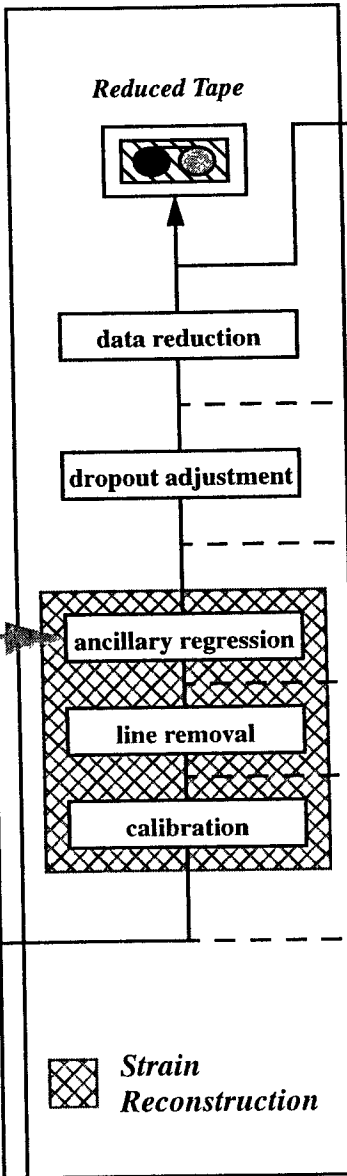 Reduced Tape
data reduction
dropout adjustment
ancillary regression
line removal
calibration
Strain
Reconstruction